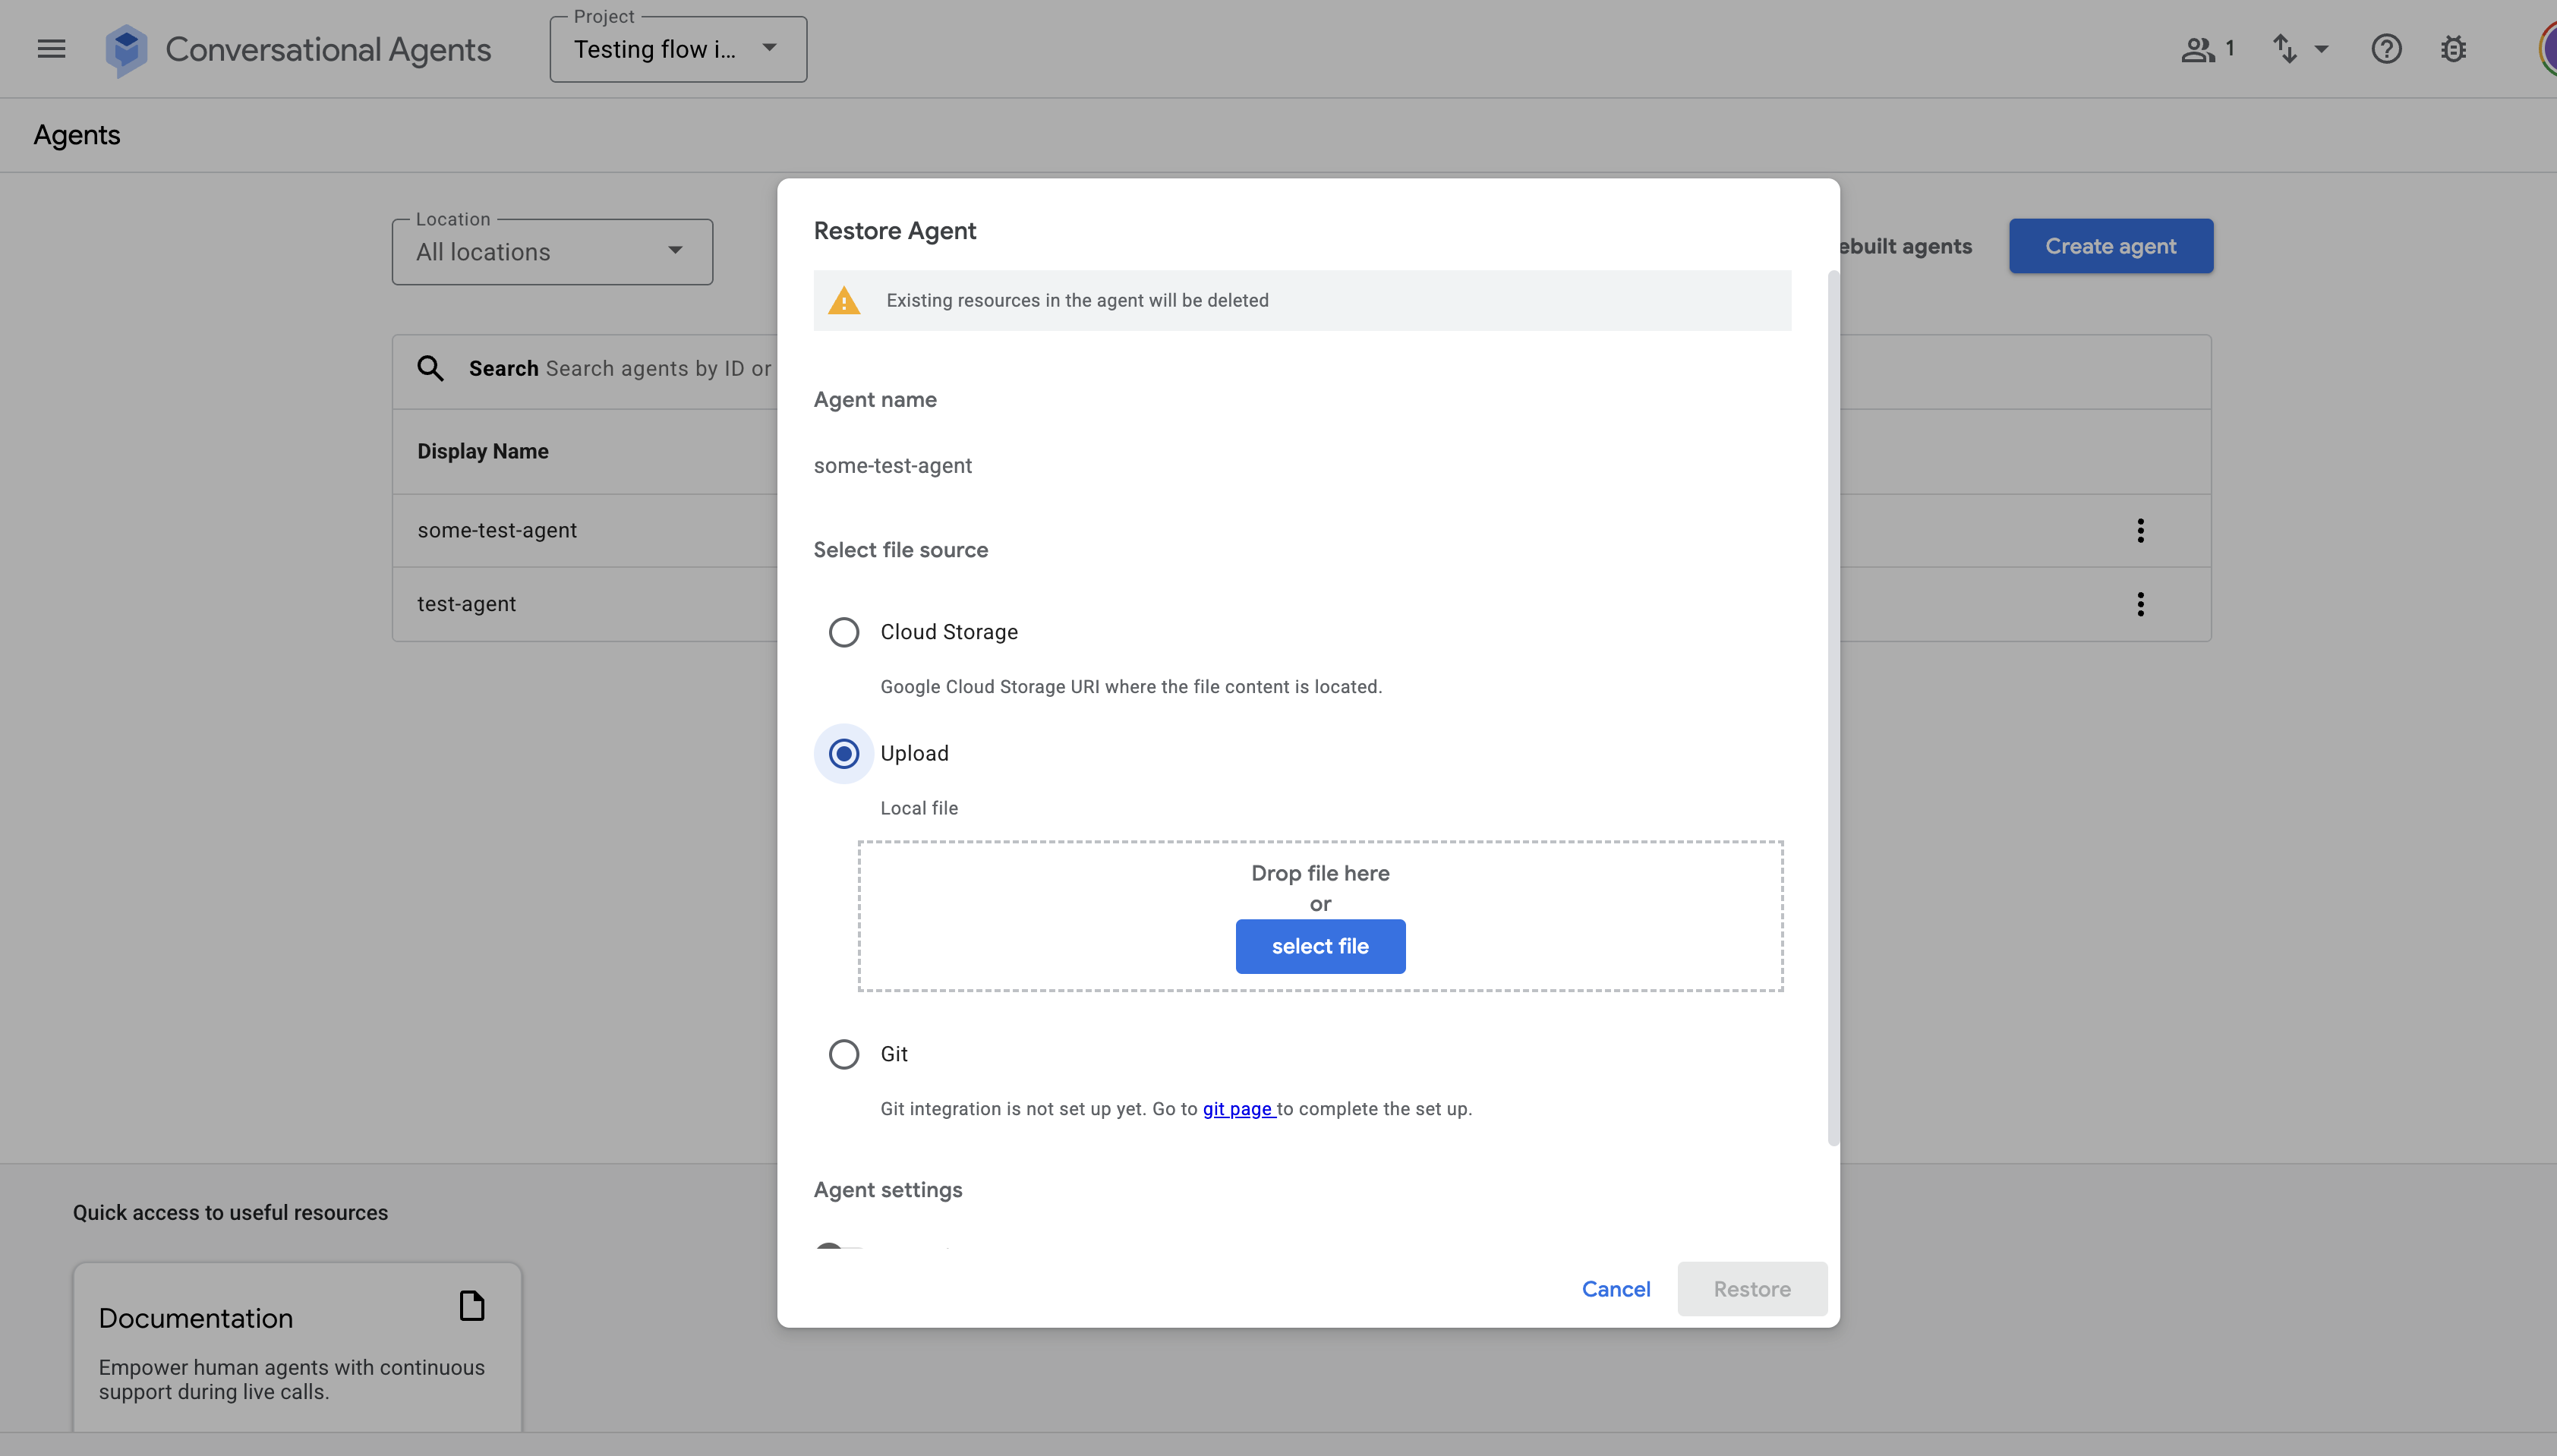 Project
Conversational Agents
Testing flow i...
1
Agents
Location
All locations
ebuilt agents
Create agent
Search Search agents by ID or
Display Name
some-test-agent
test-agent
Restore Agent
Existing resources in the agent will be deleted
Agent name
some-test-agent
Select file source
Cloud Storage
Google Cloud Storage URI where the file content is located.
Upload
Local file
Drop file here
or
select file
Git
Git integration is not set up yet. Go to git page to complete the set up.
Agent settings
Cancel
Restore
Quick access to useful resources
Documentation
Empower human agents with continuous
support during live calls.